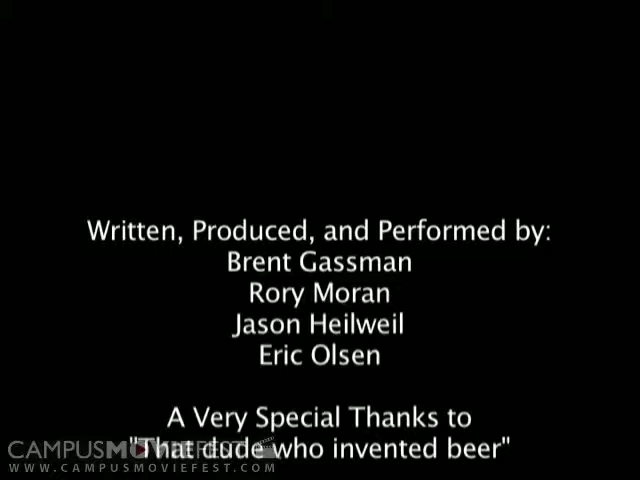 Written, Produced, and Performed by:
Brent Gassman
Rory Moran
Jason Heilweil
Eric Olsen
A Very Special Thanks to
"That dude who invented beer"
CAMPUSMOVIEFEST
WWW.CAMPUSMOVIEFEST.COM